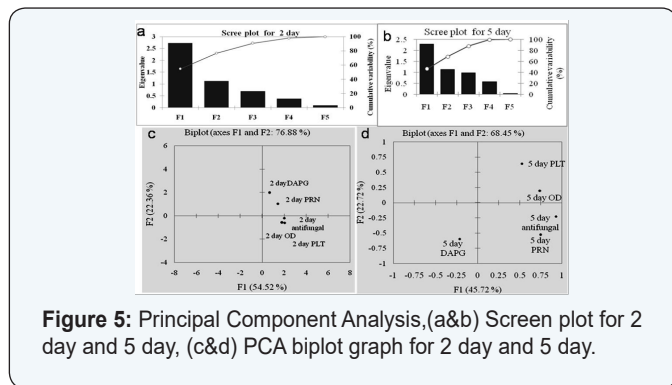 a
Scree plot for 2 day
Eigenvalue
3
2.5
2
1.5
1
0.5
0
F1 F2 F3 F4 F5
100
80
60
40
20
0
Cumulative variability (%)
b
Scree plot for 5 day
Eigenvalue
2.5
2
1.5
1
0.5
0
F1 F2 F3 F4 F5
100
80
60
40
20
0
Cumulative variability
(%)
c
Biplot (axes F1 and F2: 76.88 %)
F2 (22.36 %)
6
4
2
0
-2
-4
2 day DAPG
2 day PRN
2 day
antifungal
2 day OD
2 day PLT
-8 -6 -4 -2 0 2 4 6 8
F1 (54.52 %)
d
Biplot (axes F1 and F2: 68.45 %)
F2 (22.72 %)
1
0.75
0.5
0.25
0
-0.25
-0.5
-0.75
-1
5 day PLT
5 day OD
5 day
antifungal
5 day
PRN
5 day
DAPG
-1 -0.75 -0.5 -0.25 0 0.25 0.5 0.75 1
F1 (45.72 %)
Figure 5: Principal Component Analysis,(a&b) Screen plot for 2
day and 5 day, (c&d) PCA biplot graph for 2 day and 5 day.